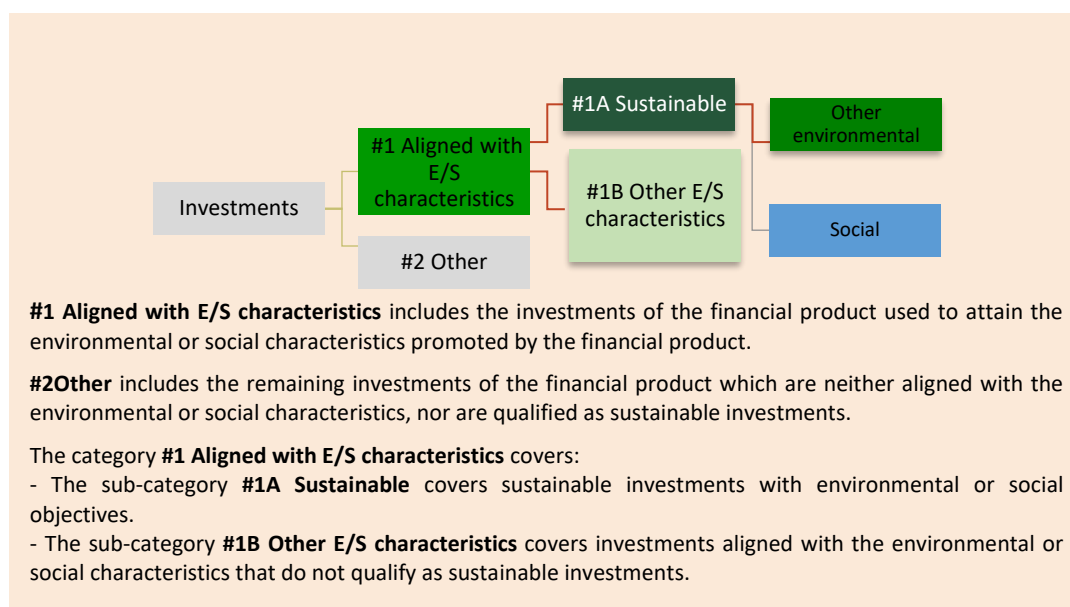 #1A Sustainable
Other
environmental
#1 Aligned with
E/S
characteristics
#1B Other E/S
characteristics
Investments
Social
#2 Other
#1 Aligned with E/S characteristics includes the investments of the financial product used to attain the
environmental or social characteristics promoted by the financial product.
#2Other includes the remaining investments of the financial product which are neither aligned with the
environmental or social characteristics, nor are qualified as sustainable investments.
The category #1 Aligned with E/S characteristics covers:
- The sub-category #1A Sustainable covers sustainable investments with environmental or social
objectives.
- The sub-category #1B Other E/S characteristics covers investments aligned with the environmental or
social characteristics that do not qualify as sustainable investments.